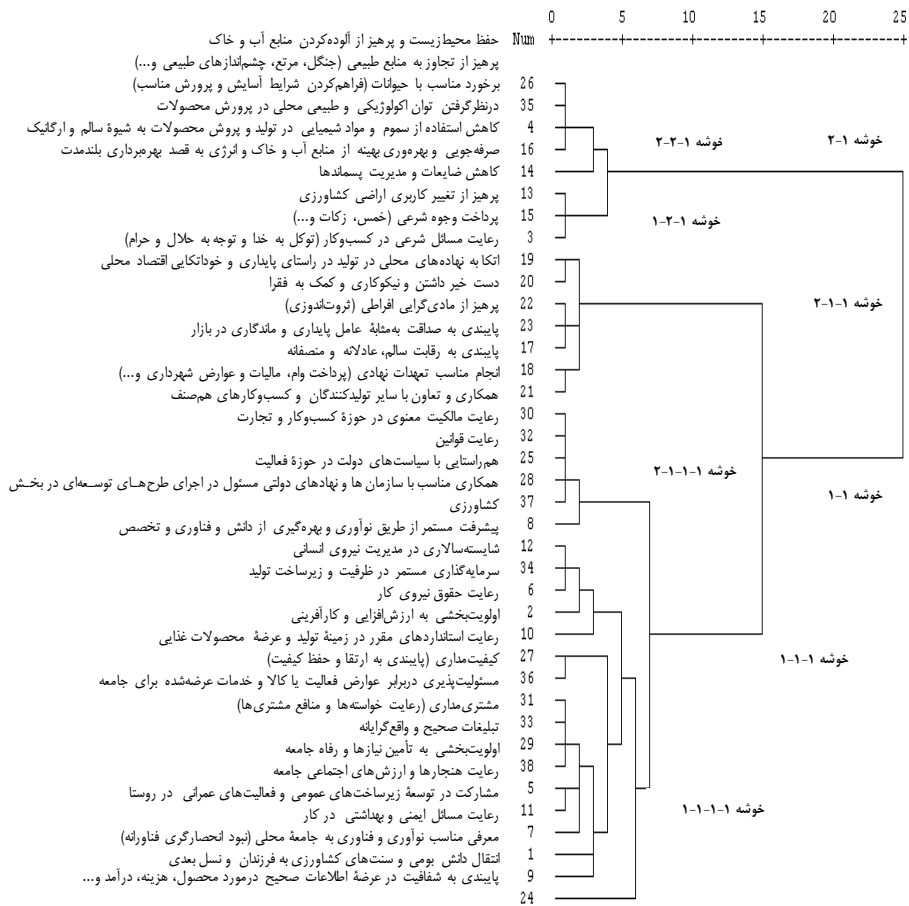 0 5 10 15 20 25
حفظ محیط‌زیست و پرهیز از آلوده‌کردن منابع آب و خاک Num
پرهیز از تجاوز به منابع طبیعی (جنگل، مرتع، چشم‌اندازهای طبیعی و...)
برخورد مناسب با حیوانات (فراهم‌کردن شرایط آسایش و پرورش مناسب) 26
درنظرگرفتن توان اکولوژیکی و طبیعی محلی در پرورش محصولات 35
کاهش استفاده از سموم و مواد شیمیایی در تولید و پروش محصولات به شیوۀ سالم و ارگانیک 4
صرفه‌جویی و بهره‌وری بهینه از منابع آب و خاک و انرژی به قصد بهره‌برداری بلندمدت 16
کاهش ضایعات و مدیریت پسماندها 14
پرهیز از تغییر کاربری اراضی کشاورزی 13
پرداخت وجوه شرعی (خمس، زکات و...) 15
رعایت مسائل شرعی در کسب‌وکار (توکل به خدا و توجه به حلال و حرام) 3
اتکا به نهاده‌های محلی در تولید در راستای پایداری و خوداتکایی اقتصاد محلی 19
دست خیر داشتن و نیکوکاری و کمک به فقرا 20
پرهیز از مادی‌گرایی افراطی (ثروت‌اندوزی) 22
پایبندی به صداقت به‌مثابۀ عامل پایداری و ماندگاری در بازار 23
پایبندی به رقابت سالم، عادلانه و منصفانه 17
انجام مناسب تعهدات نهادی (پرداخت وام، مالیات و عوارض شهرداری و...) 18
همکاری و تعاون با سایر تولیدکنندگان و کسب‌وکارهای هم‌صنف 21
رعایت مالکیت معنوی در حوزۀ کسب‌وکار و تجارت 30
رعایت قوانین 32
هم‌راستایی با سیاست‌های دولت در حوزۀ فعالیت 25
همکاری مناسب با سازمان ها و نهادهای دولتی مسئول در اجرای طرح‌هـای توسـعه‌ای در بخـش 28
کشاورزی 37
پیشرفت مستمر از طریق نوآوری و بهره‌گیری از دانش و فناوری و تخصص 8
شایسته‌سالاری در مدیریت نیروی انسانی 12
سرمایه‌گذاری مستمر در ظرفیت و زیرساخت تولید 34
رعایت حقوق نیروی کار 6
اولویت‌بخشی به ارزش‌افزایی و کارآفرینی 2
رعایت استانداردهای مقرر در زمینۀ تولید و عرضۀ محصولات غذایی 10
کیفیت‌مداری (پایبندی به ارتقا و حفظ کیفیت) 27
مسئولیت‌پذیری دربرابر عوارض فعالیت یا کالا و خدمات عرضه‌شده برای جامعه 36
مشتری‌مداری (رعایت خواسته‌ها و منافع مشتری‌ها) 31
تبلیغات صحیح و واقع‌گرایانه 33
اولویت‌بخشی به تأمین نیازها و رفاه جامعه 29
رعایت هنجارها و ارزش‌های اجتماعی جامعه 38
مشارکت در توسعۀ زیرساخت‌های عمومی و فعالیت‌های عمرانی در روستا 5
رعایت مسائل ایمنی و بهداشتی در کار 11
معرفی مناسب نوآوری و فناوری به جامعۀ محلی (نبود انحصارگری فناورانه) 7
انتقال دانش بومی و سنت‌های کشاورزی به فرزندان و نسل بعدی 1
پایبندی به شفافیت در عرضۀ اطلاعات صحیح درمورد محصول، هزینه، درآمد و... 9
24
خوشه ۱-۲
خوشه ۱-۲-۲
خوشه ۱-۲-۱
خوشه ۱-۱-۲
خوشه ۱-۱-۱-۲
خوشه ۱-۱
خوشه ۱-۱-۱
خوشه ۱-۱-۱-۱